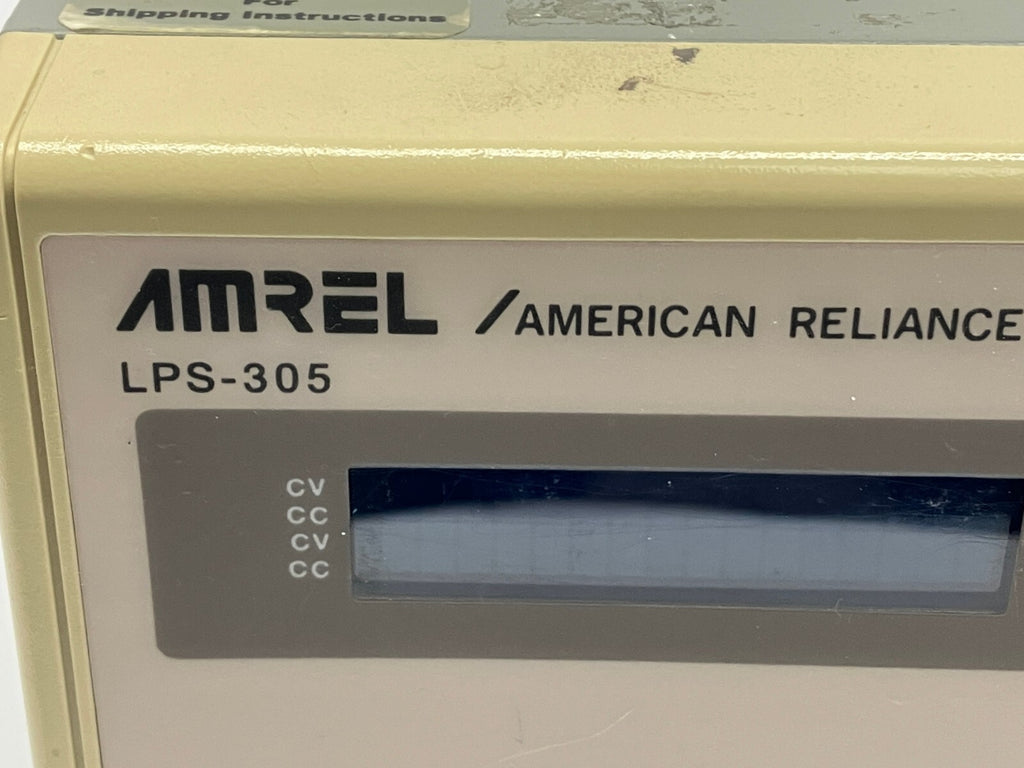 For
Shipping Instructions
AMREL /AMERICAN RELIANCE
LPS-305
CV
CC
CV
CC